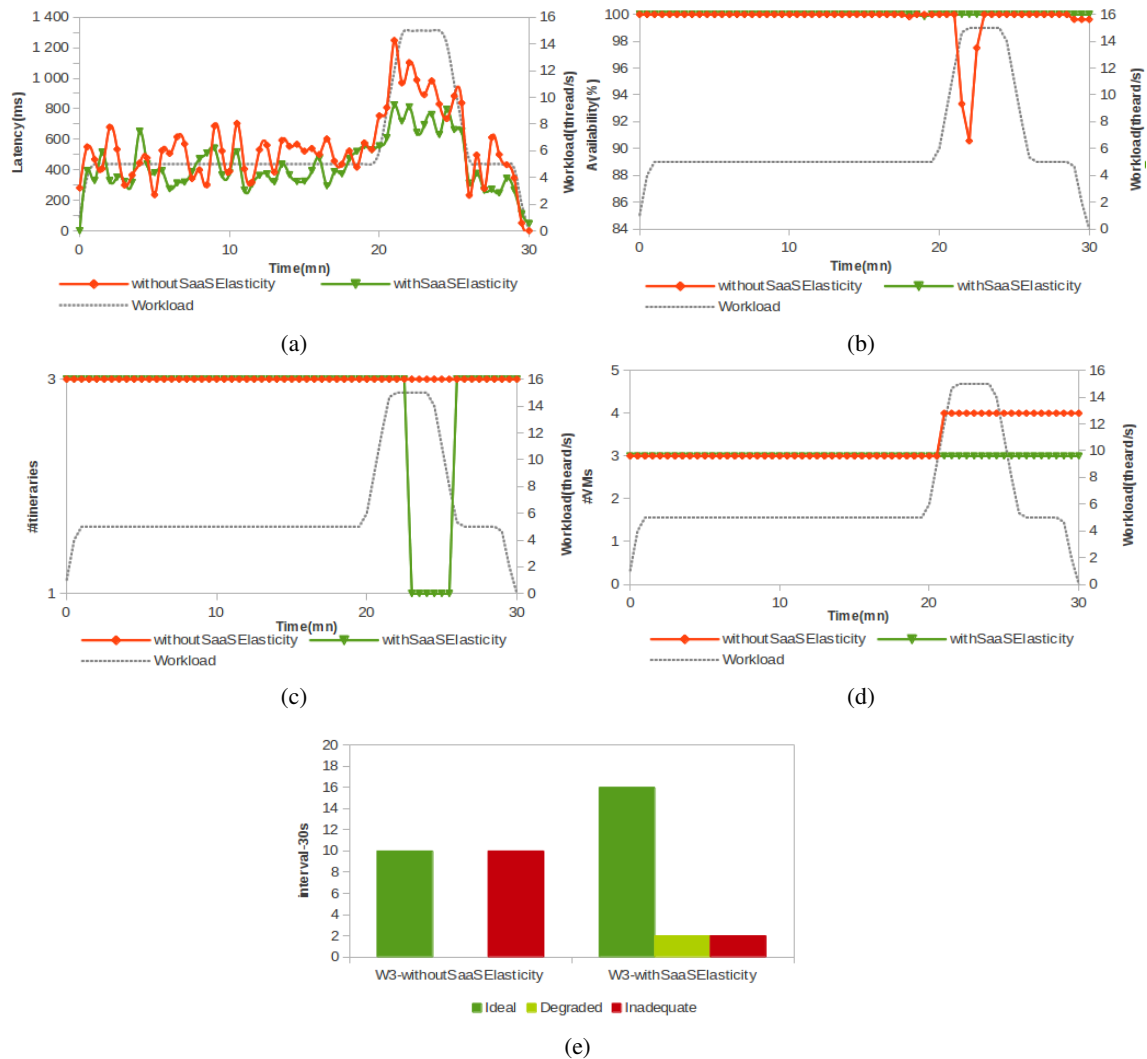 1 400
1 200
1 000
800
600
400
200
0
Latency(ms)
16
14
12
10
8
6
4
2
0
Workload(thread/s)
0
10
20
30
Time(mn)
withoutSaaSElasticity
withSaaSElasticity
Workload
(a)
100
98
96
94
92
90
88
86
84
Availability(%)
16
14
12
10
8
6
4
2
0
0
10
20
30
Time(mn)
withoutSaaSElasticity
withSaaSElasticity
Workload
(b)
3
1
#itineraries
16
14
12
10
8
6
4
2
0
Workload(theard/s)
0
10
20
30
Time(mn)
withoutSaaSElasticity
withSaaSElasticity
Workload
(c)
5
4
3
2
1
0
#VMs
16
14
12
10
8
6
4
2
0
Workload(theard/s)
0
10
20
30
Time(mn)
withoutSaaSElasticity
withSaaSElasticity
Workload
(d)
20
18
16
14
12
10
8
6
4
2
0
interval-30s
W3-withoutSaaSElasticity
W3-withSaaSElasticity
Ideal
Degraded
Inadequate
(e)